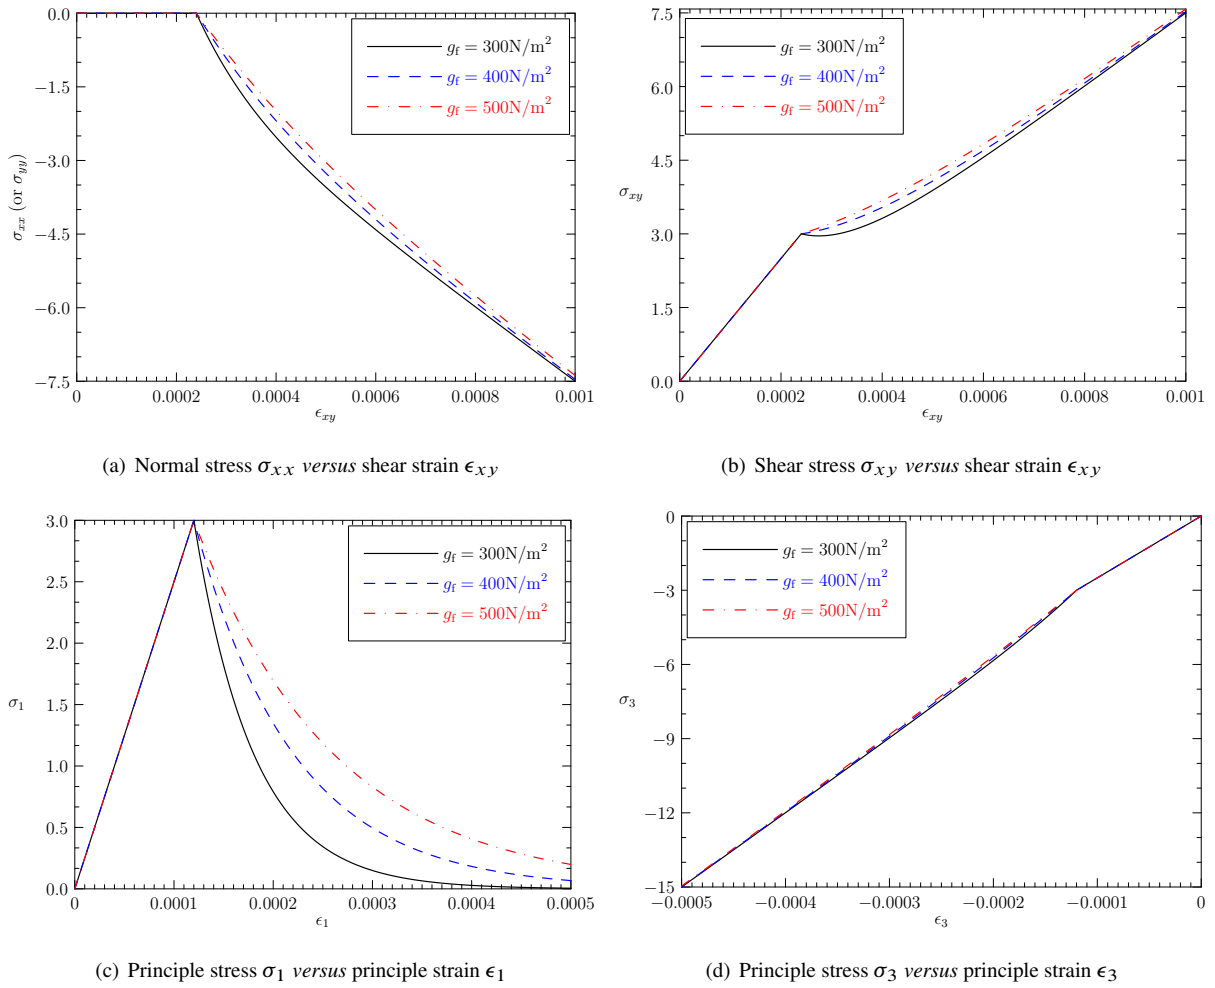 0.0
−1.5
−3.0
−4.5
−6.0
−7.5
σxx (or σyy)
0
0.0002
0.0004
0.0006
0.0008
0.001
ϵxy
gf = 300N/m²
gf = 400N/m²
gf = 500N/m²
(a) Normal stress σxx versus shear strain ϵxy
7.5
6.0
4.5
3.0
1.5
0.0
σxy
0
0.0002
0.0004
0.0006
0.0008
0.001
ϵxy
gf = 300N/m²
gf = 400N/m²
gf = 500N/m²
(b) Shear stress σxy versus shear strain ϵxy
3.0
2.5
2.0
1.5
1.0
0.5
0.0
σ1
0
0.0001
0.0002
0.0003
0.0004
0.0005
ϵ1
gf = 300N/m²
gf = 400N/m²
gf = 500N/m²
(c) Principle stress σ1 versus principle strain ϵ1
0
−3
−6
−9
−12
−15
σ3
−0.0005
−0.0004
−0.0003
−0.0002
−0.0001
0
ϵ3
gf = 300N/m²
gf = 400N/m²
gf = 500N/m²
(d) Principle stress σ3 versus principle strain ϵ3